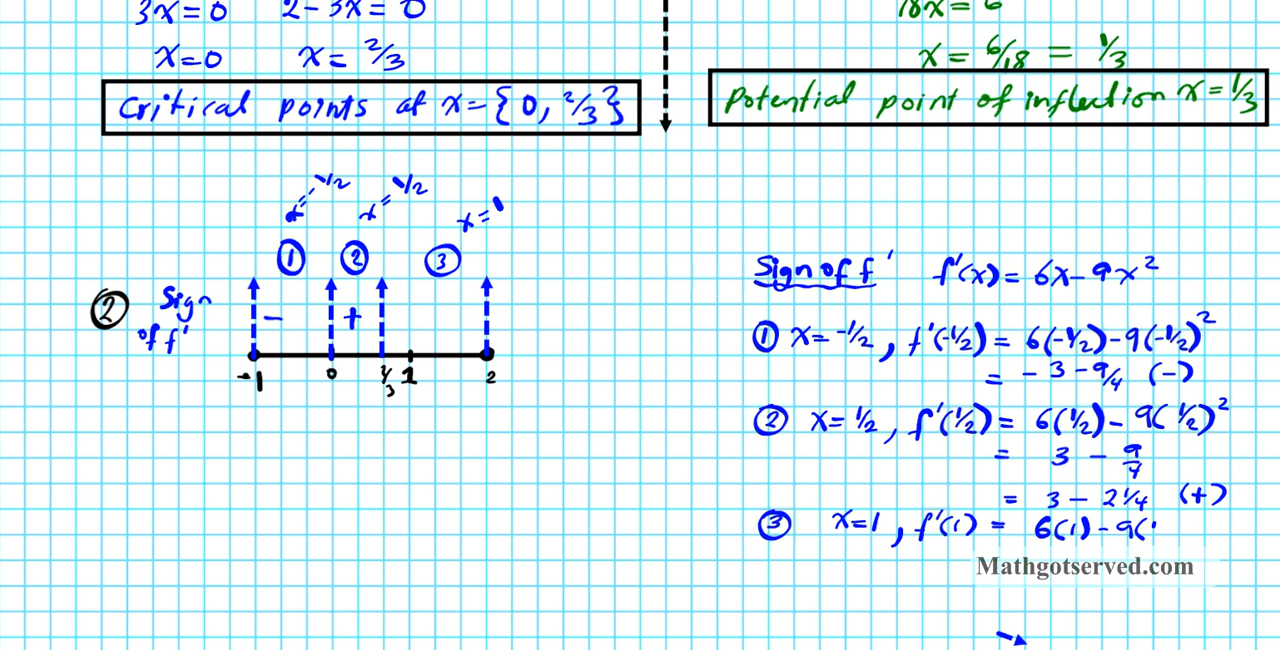 3x=0 2-3x=0
x=0 x=2/3
Critical points at x={0, 2/3}
18x=6
x=6/18=1/3
Potential point of inflection x=1/3
x=-1/2 x=1/2 x=1
① ② ③
② Sign of f' - +
-1 0 1 2
Sign of f' f'(x)=6x-9x²
① x=-1/2, f'(-1/2)=6(-1/2)-9(-1/2)²
= -3-9/4 (-)
② x=1/2, f'(1/2)=6(1/2)-9(1/2)²
= 3-9/4
= 3-2 1/4 (+)
③ x=1, f'(1)=6(1)-9(
Mathgotserved.com